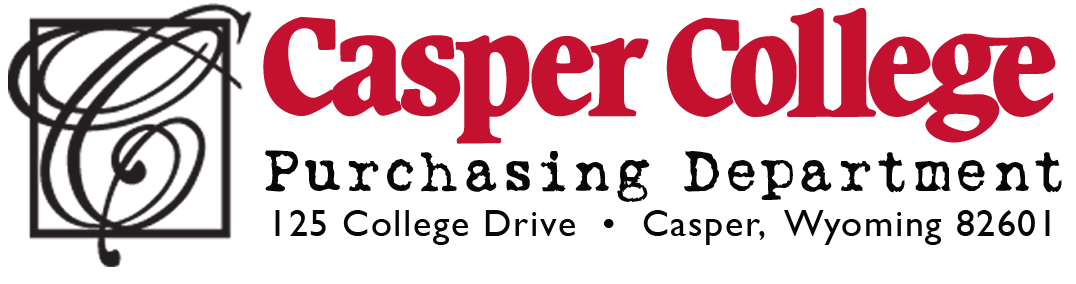 Casper College
Purchasing Department
125 College Drive • Casper, Wyoming 82601